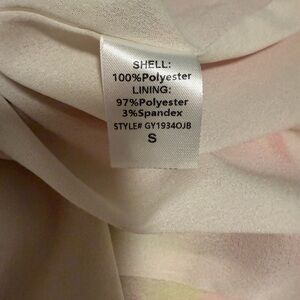 SHELL:
100%Polyester
LINING:
97%Polyester
3%Spandex
STYLE# GY1934OJB
S